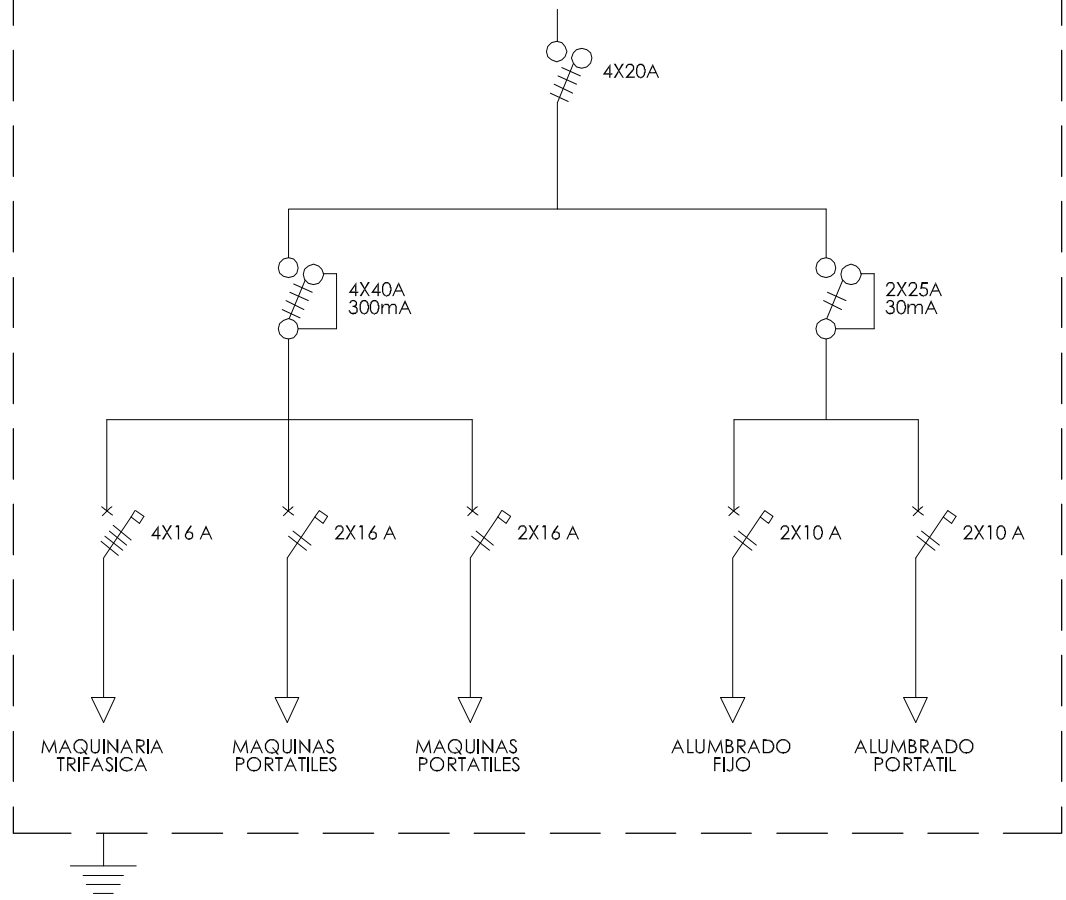 4X20A
4X40A
300mA
2X25A
30mA
4X16 A
2X16 A
2X16 A
2X10 A
2X10 A
MAQUINARIA
TRIFASICA
MAQUINAS
PORTATILES
MAQUINAS
PORTATILES
ALUMBRADO
FIJO
ALUMBRADO
PORTATIL